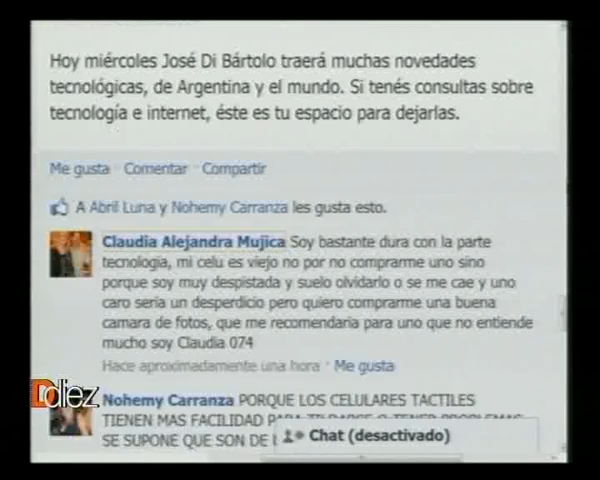 Hoy miércoles José Di Bártolo traerá muchas novedades
tecnológicas, de Argentina y el mundo. Si tenés consultas sobre
tecnología e internet, éste es tu espacio para dejarlas.
Me gusta · Comentar · Compartir
A Abril Luna y Nohemy Carranza les gusta esto.
Claudia Alejandra Mujica Soy bastante dura con la parte
tecnologia, mi celu es viejo no por no comprarme uno sino
porque soy muy despistada y suelo olvidarlo o se me cae y uno
caro seria un desperdicio pero quiero comprarme una buena
camara de fotos, que me recomendaria para uno que no entiende
mucho soy Claudia 074
Hace aproximadamente una hora · Me gusta
Ddiez
Nohemy Carranza PORQUE LOS CELULARES TACTILES
TIENEN MAS FACILIDAD PARA TILDARSE O TENER PROBLEMAS
SE SUPONE QUE SON DE
Chat (desactivado)